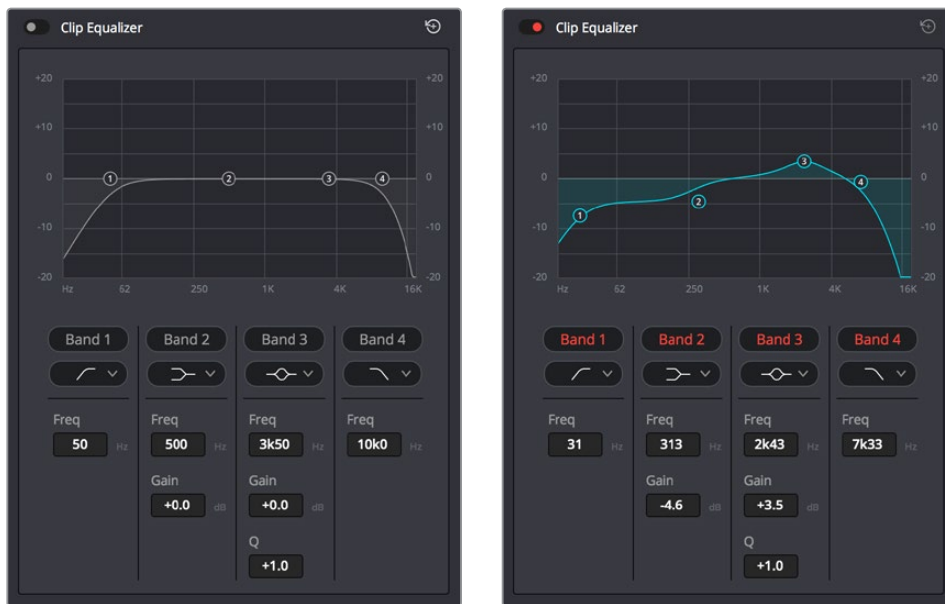 Clip Equalizer
+20 +20
+10 +10
0 1 2 3 4 0
-10 -10
-20 -20
Hz 62 250 1K 4K 16K
Band 1 Band 2 Band 3 Band 4
Freq Freq Freq Freq
50 Hz 500 Hz 3k50 Hz 10k0 Hz
Gain Gain
+0.0 dB +0.0 dB
Q
+1.0
Clip Equalizer
+20 +20
+10 +10
3
0 4 0
2
1
-10 -10
-20 -20
Hz 62 250 1K 4K 16K
Band 1 Band 2 Band 3 Band 4
Freq Freq Freq Freq
31 Hz 313 Hz 2k43 Hz 7k33 Hz
Gain Gain
-4.6 dB +3.5 dB
Q
+1.0